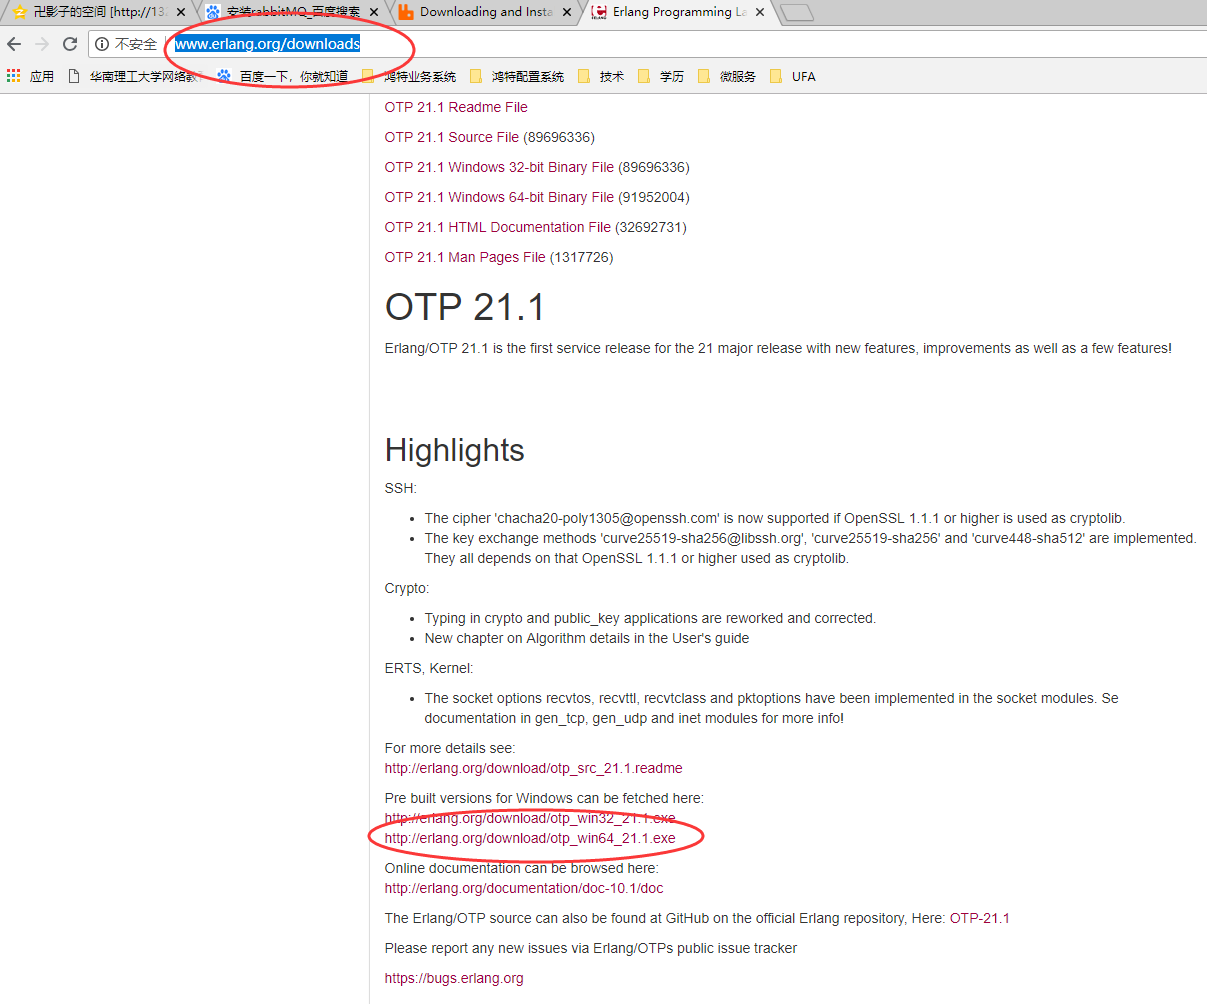 卍影子的空间 [http://13
安装rabbitMQ_百度搜索
Downloading and Insta
Erlang Programming La
不安全
www.erlang.org/downloads
应用
华南理工大学网络教
百度一下，你就知道
鸿特业务系统
鸿特配置系统
技术
学历
微服务
UFA
OTP 21.1 Readme File
OTP 21.1 Source File (89696336)
OTP 21.1 Windows 32-bit Binary File (89696336)
OTP 21.1 Windows 64-bit Binary File (91952004)
OTP 21.1 HTML Documentation File (32692731)
OTP 21.1 Man Pages File (1317726)
OTP 21.1
Erlang/OTP 21.1 is the first service release for the 21 major release with new features, improvements as well as a few features!
Highlights
SSH:
• The cipher 'chacha20-poly1305@openssh.com' is now supported if OpenSSL 1.1.1 or higher is used as cryptolib.
• The key exchange methods 'curve25519-sha256@libssh.org', 'curve25519-sha256' and 'curve448-sha512' are implemented.
They all depends on that OpenSSL 1.1.1 or higher used as cryptolib.
Crypto:
• Typing in crypto and public_key applications are reworked and corrected.
• New chapter on Algorithm details in the User's guide
ERTS, Kernel:
• The socket options recvtos, recvttl, recvtclass and pktoptions have been implemented in the socket modules. Se
documentation in gen_tcp, gen_udp and inet modules for more info!
For more details see:
http://erlang.org/download/otp_src_21.1.readme
Pre built versions for Windows can be fetched here:
http://erlang.org/download/otp_win32_21.1.exe
http://erlang.org/download/otp_win64_21.1.exe
Online documentation can be browsed here:
http://erlang.org/documentation/doc-10.1/doc
The Erlang/OTP source can also be found at GitHub on the official Erlang repository, Here: OTP-21.1
Please report any new issues via Erlang/OTPs public issue tracker
https://bugs.erlang.org